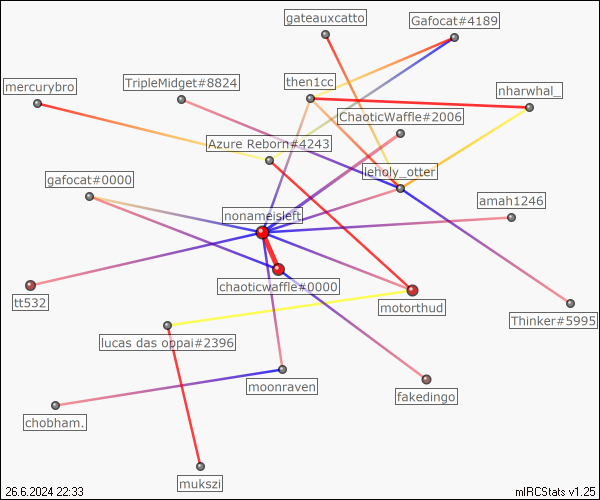 gateauxcatto
Gafocat#4189
mercurybro
TripleMidget#8824
then1cc
nharwhal_
ChaoticWaffle#2006
Azure Reborn#4243
gafocat#0000
leholy_otter
amah1246
nonameisleft
chaoticwaffle#0000
tt532
motorthud
Thinker#5995
lucas das oppai#2396
moonraven
fakedingo
chobham.
mukszi
26.6.2024 22:33
mIRCStats v1.25